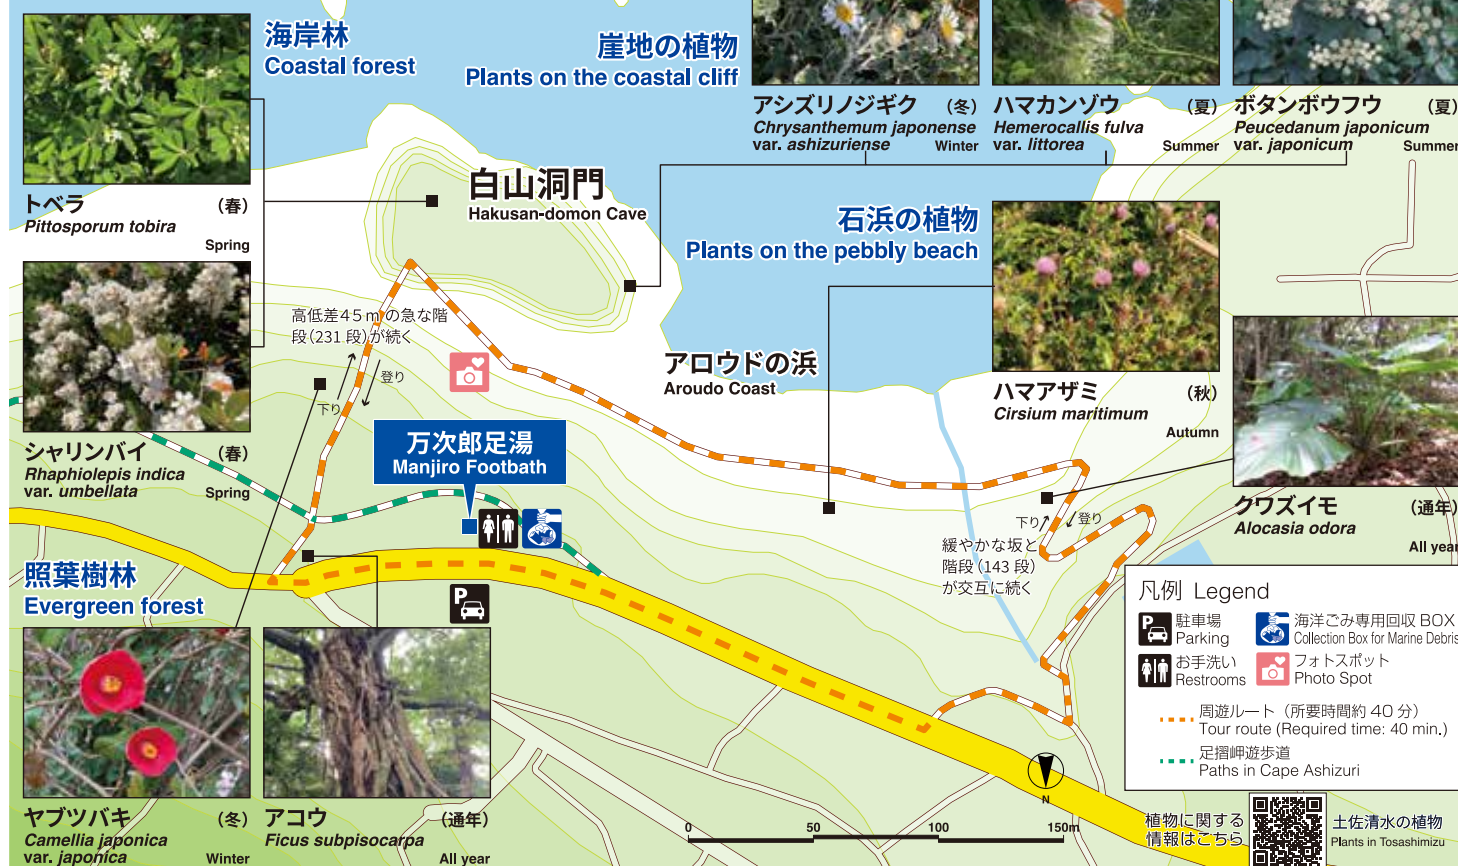 海岸林
Coastal forest
崖地の植物
Plants on the coastal cliff
アシズリノジギク （冬）
Chrysanthemum japonense
var. ashizuriense Winter
ハマカンゾウ （夏）
Hemerocallis fulva
var. littorea Summer
ボタンボウフウ （夏）
Peucedanum japonicum
var. japonicum Summer
トベラ （春）
Pittosporum tobira
Spring
白山洞門
Hakusan-domon Cave
石浜の植物
Plants on the pebbly beach
シャリンバイ （春）
Rhaphiolepis indica
var. umbellata Spring
高低差45mの急な階
段（231 段）が続く
下り
登り
アロウドの浜
Aroudo Coast
ハマアザミ （秋）
Cirsium maritimum
Autumn
クワズイモ （通年）
Alocasia odora
All year
万次郎足湯
Manjiro Footbath
下り
登り
緩やかな坂と
階段（143 段）
が交互に続く
照葉樹林
Evergreen forest
P
ヤブツバキ （冬）
Camellia japonica
var. japonica Winter
アコウ （通年）
Ficus subpisocarpa
All year
凡例 Legend
P
駐車場
Parking
海洋ごみ専用回収 BOX
Collection Box for Marine Debris
お手洗い
Restrooms
フォトスポット
Photo Spot
周遊ルート（所要時間約 40 分）
Tour route (Required time: 40 min.)
足摺岬遊歩道
Paths in Cape Ashizuri
N
0 50 100 150m
植物に関する
情報はこちら
土佐清水の植物
Plants in Tosashimizu